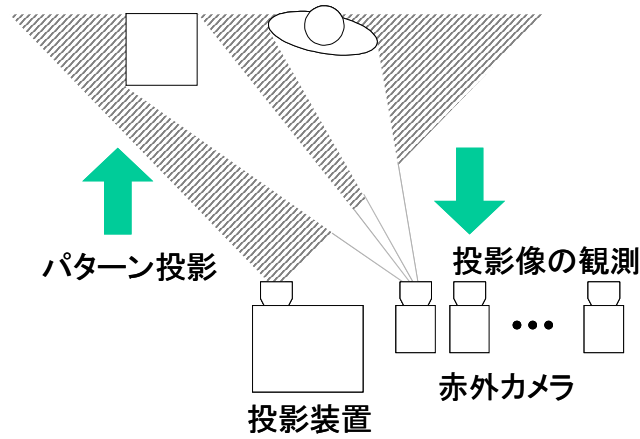 パターン投影
投影像の観測
赤外カメラ
投影装置